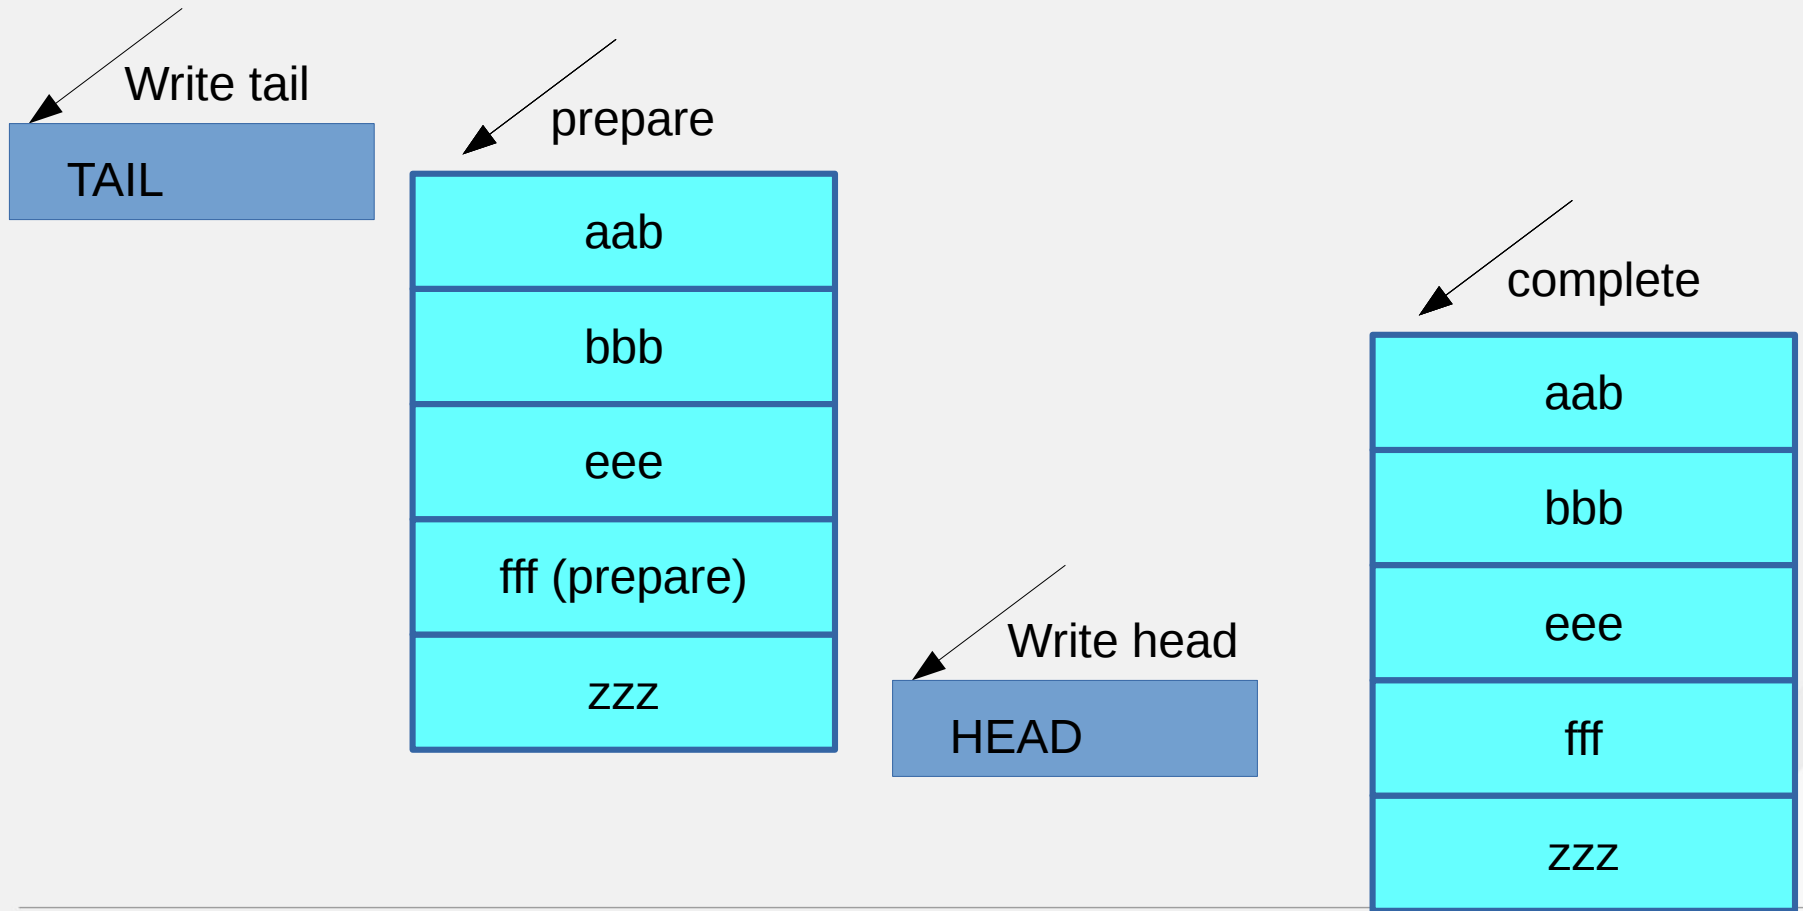 Write tail
TAIL
prepare
aab
bbb
eee
fff (prepare)
zzz
Write head
HEAD
complete
aab
bbb
eee
fff
zzz